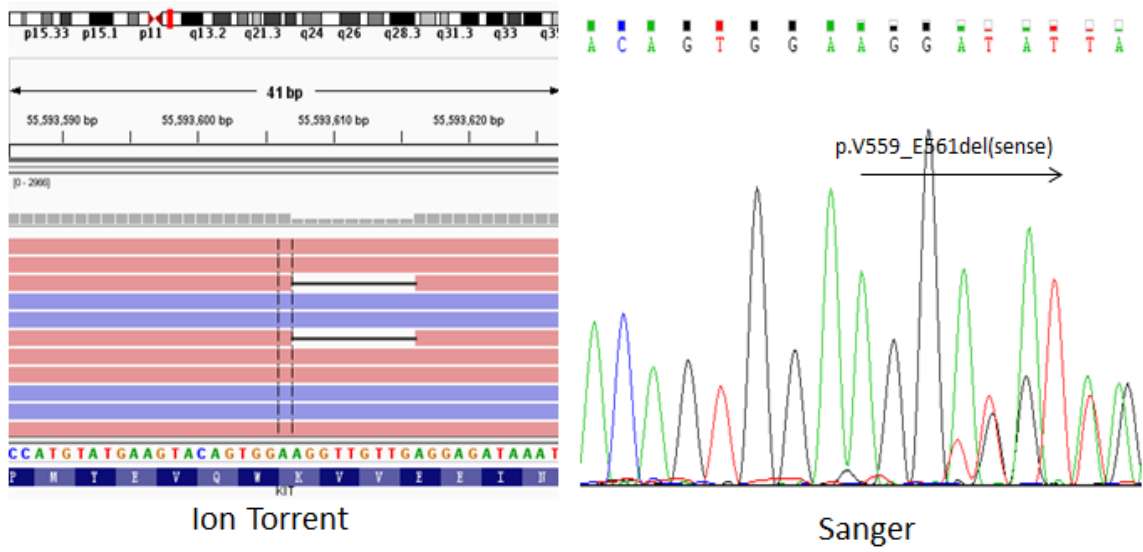 p15.33 p15.1 p11 q13.2 q21.3 q24 q26 q28.3 q31.3 q33 q35
41 bp
55,593,590 bp 55,593,600 bp 55,593,610 bp 55,593,620 bp
[0 - 2966]
CCATGTATGAAGTACAGTGGAAGGTTGTTGAGGAGATAAAT
P M Y E V Q W K V V E E I N
KIT
Ion Torrent
A C A G T G G A A G G A T A T T A
p.V559_E561del(sense)
Sanger